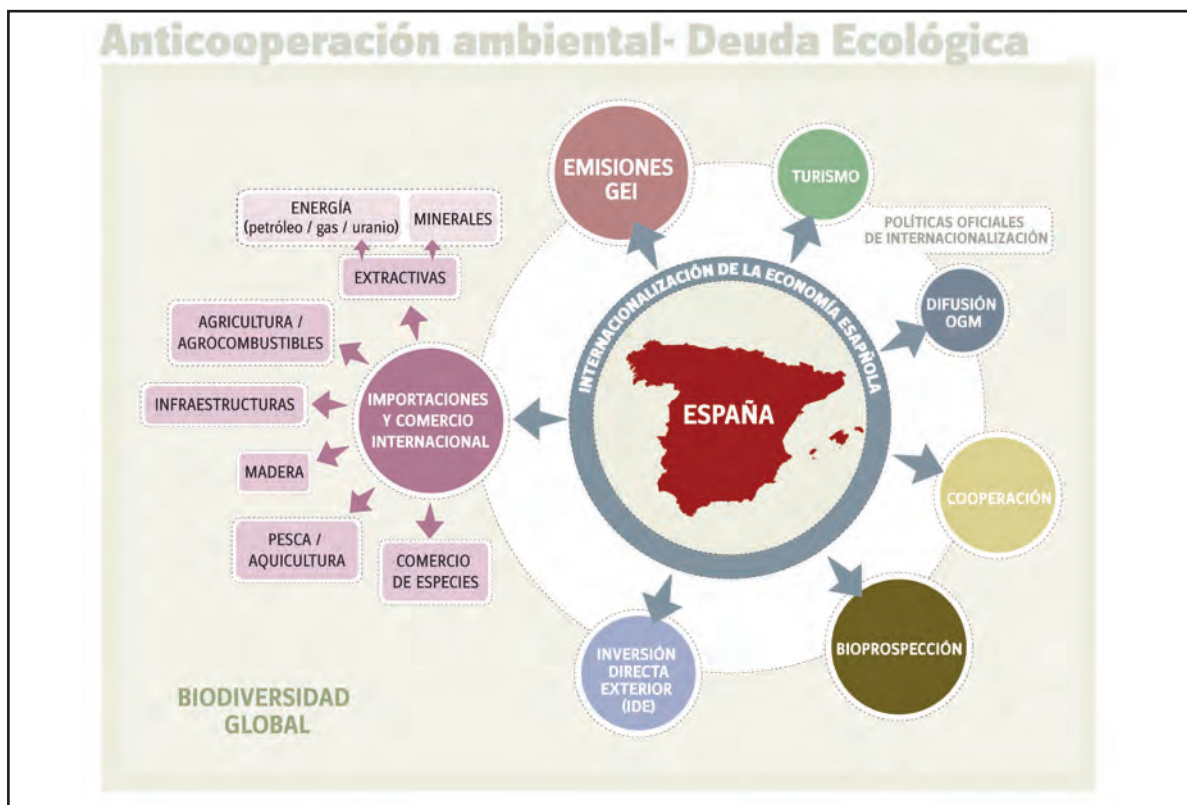 Anticooperación ambiental- Deuda Ecológica
EMISIONES
GEI
TURISMO
POLÍTICAS OFICIALES
DE INTERNACIONALIZACIÓN
ENERGÍA
(petróleo / gas / uranio)
MINERALES
EXTRACTIVAS
AGRICULTURA /
AGROCOMBUSTIBLES
INFRAESTRUCTURAS
MADERA
PESCA /
AQUICULTURA
COMERCIO
DE ESPECIES
IMPORTACIONES
Y COMERCIO
INTERNACIONAL
INTERNACIONALIZACIÓN DE LA ECONOMÍA ESAPÑOLA
ESPAÑA
DIFUSIÓN
OGM
COOPERACIÓN
BIOPROSPECCIÓN
INVERSIÓN
DIRECTA
EXTERIOR
(IDE)
BIODIVERSIDAD
GLOBAL